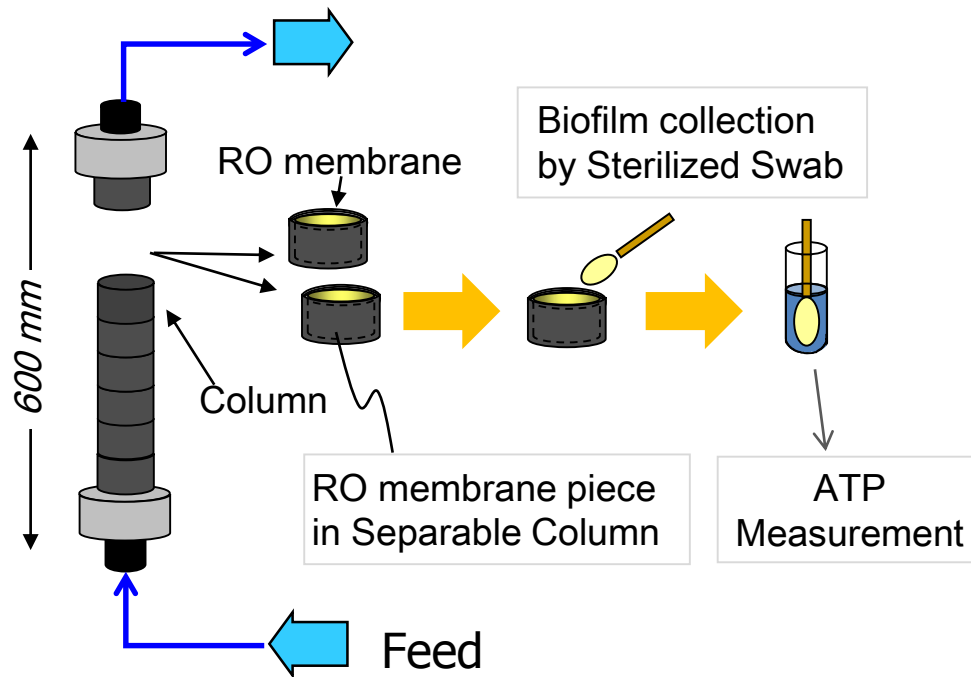 Biofilm collection
by Sterilized Swab
RO membrane
600 mm
Column
RO membrane piece
in Separable Column
ATP
Measurement
Feed